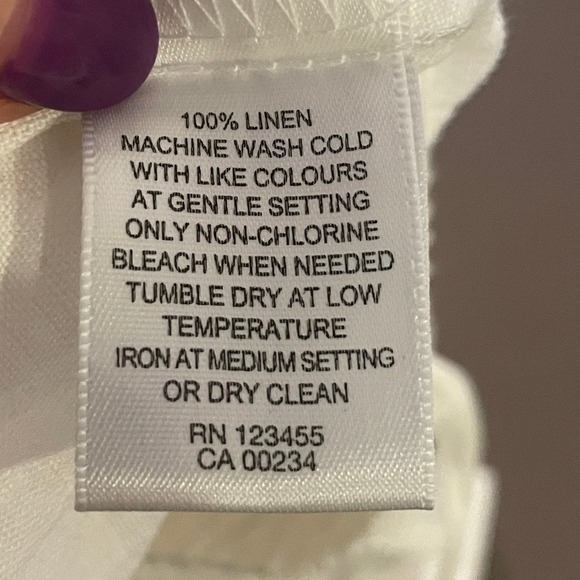 100% LINEN
MACHINE WASH COLD
WITH LIKE COLOURS
AT GENTLE SETTING
ONLY NON-CHLORINE
BLEACH WHEN NEEDED
TUMBLE DRY AT LOW
TEMPERATURE
IRON AT MEDIUM SETTING
OR DRY CLEAN
RN 123455
CA 00234